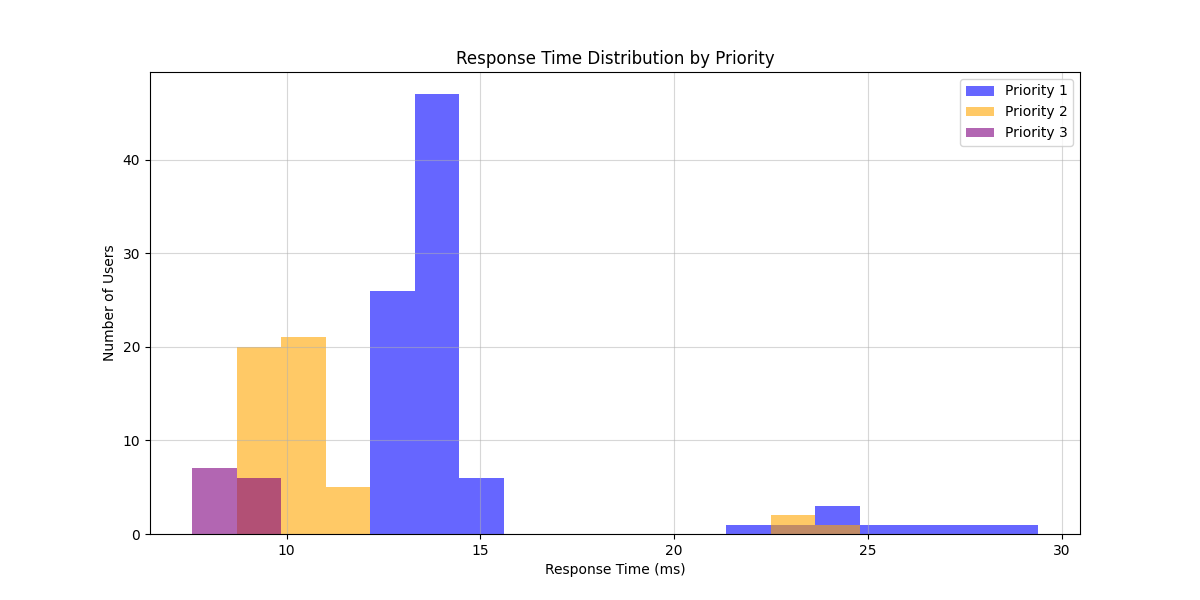 Response Time Distribution by Priority
Priority 1
Priority 2
Priority 3
Number of Users
40
30
20
10
0
10 15 20 25 30
Response Time (ms)